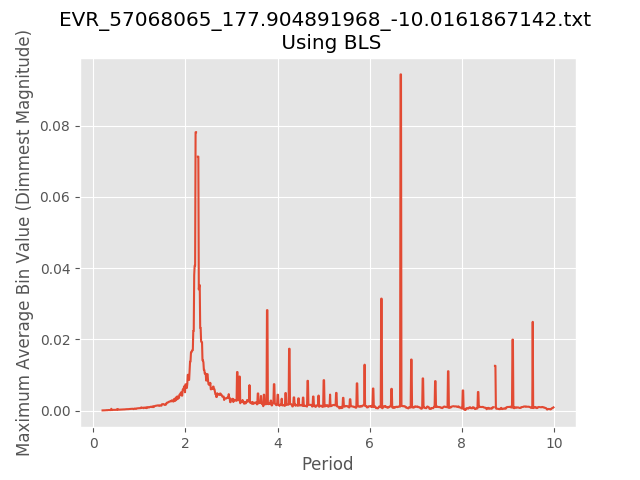 EVR_57068065_177.904891968_-10.0161867142.txt
Using BLS
Maximum Average Bin Value (Dimmest Magnitude)
0.08
0.06
0.04
0.02
0.00
0
2
4
6
8
10
Period